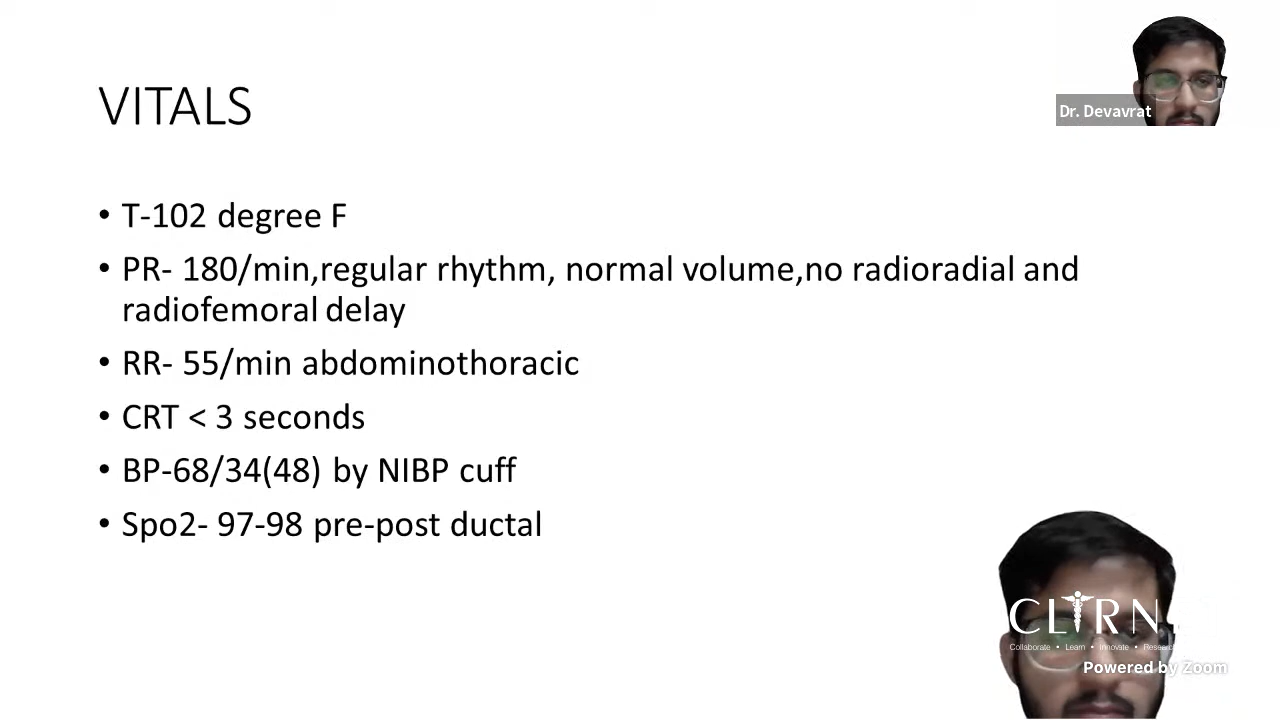 VITALS
Dr. Devavrat
• T-102 degree F
• PR- 180/min,regular rhythm, normal volume,no radioradial and
radiofemoral delay
• RR- 55/min abdominothoracic
• CRT < 3 seconds
• BP-68/34(48) by NIBP cuff
• Spo2- 97-98 pre-post ductal
CLIRN
Collaborate • Learn • Innovate • Research
Powered by Zoom